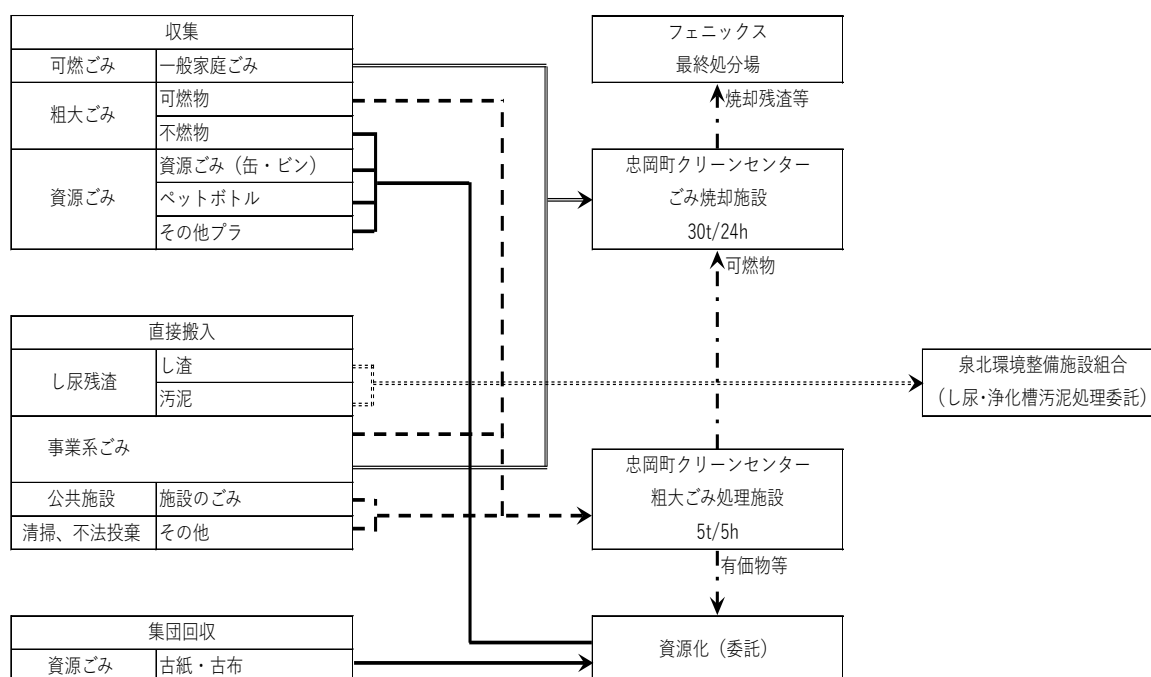 収集
可燃ごみ 一般家庭ごみ
粗大ごみ
可燃物
不燃物
資源ごみ
資源ごみ（缶・ビン）
ペットボトル
その他プラ
直接搬入
し尿残渣
し渣
汚泥
事業系ごみ
公共施設 施設のごみ
清掃、不法投棄 その他
集団回収
資源ごみ 古紙・古布
フェニックス
最終処分場
焼却残渣等
忠岡町クリーンセンター
ごみ焼却施設
30t/24h
可燃物
忠岡町クリーンセンター
粗大ごみ処理施設
5t/5h
有価物等
資源化（委託）
泉北環境整備施設組合
（し尿・浄化槽汚泥処理委託）